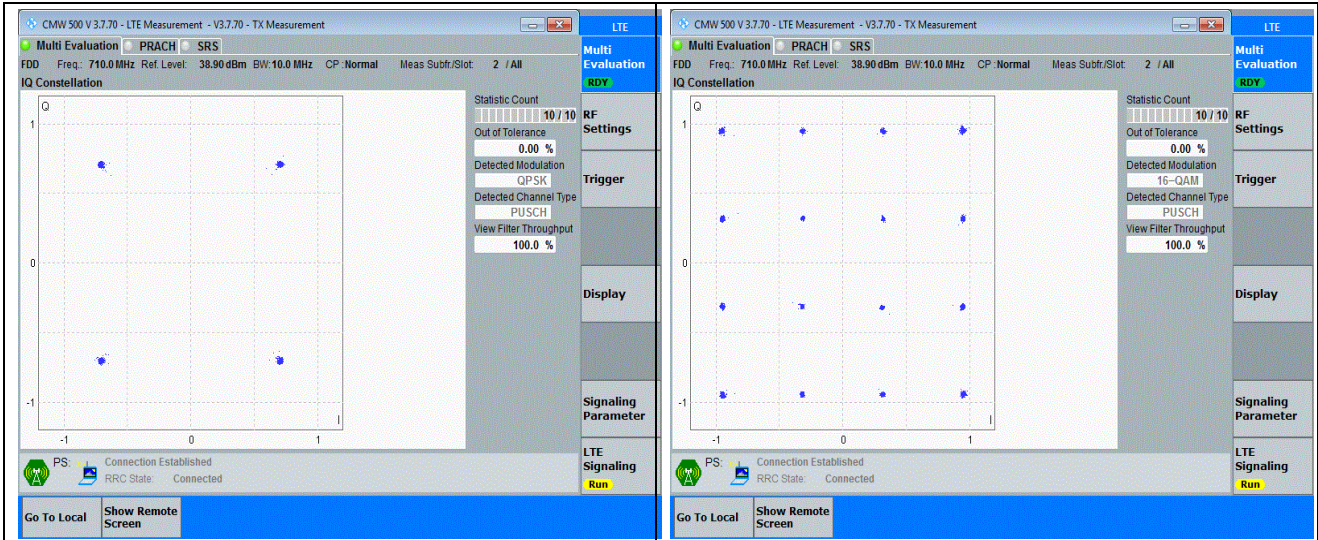 CMW 500 V 3.7.70 - LTE Measurement - V3.7.70 - TX Measurement
LTE
Multi Evaluation PRACH SRS
Multi
Evaluation
RDY
FDD Freq.: 710.0 MHz Ref. Level: 38.90 dBm BW: 10.0 MHz CP : Normal Meas Subfr./Slot: 2 / All
IQ Constellation
Q
1
0
-1
-1 0 1
I
Statistic Count
10 / 10
Out of Tolerance
0.00 %
Detected Modulation
QPSK
Detected Channel Type
PUSCH
View Filter Throughput
100.0 %
RF
Settings
Trigger
Display
Signaling
Parameter
LTE
Signaling
Run
PS: Connection Established
RRC State: Connected
Go To Local
Show Remote
Screen
CMW 500 V 3.7.70 - LTE Measurement - V3.7.70 - TX Measurement
LTE
Multi Evaluation PRACH SRS
Multi
Evaluation
RDY
FDD Freq.: 710.0 MHz Ref. Level: 38.90 dBm BW: 10.0 MHz CP : Normal Meas Subfr./Slot: 2 / All
IQ Constellation
Q
1
0
-1
-1 0 1
I
Statistic Count
10 / 10
Out of Tolerance
0.00 %
Detected Modulation
16-QAM
Detected Channel Type
PUSCH
View Filter Throughput
100.0 %
RF
Settings
Trigger
Display
Signaling
Parameter
LTE
Signaling
Run
PS: Connection Established
RRC State: Connected
Go To Local
Show Remote
Screen